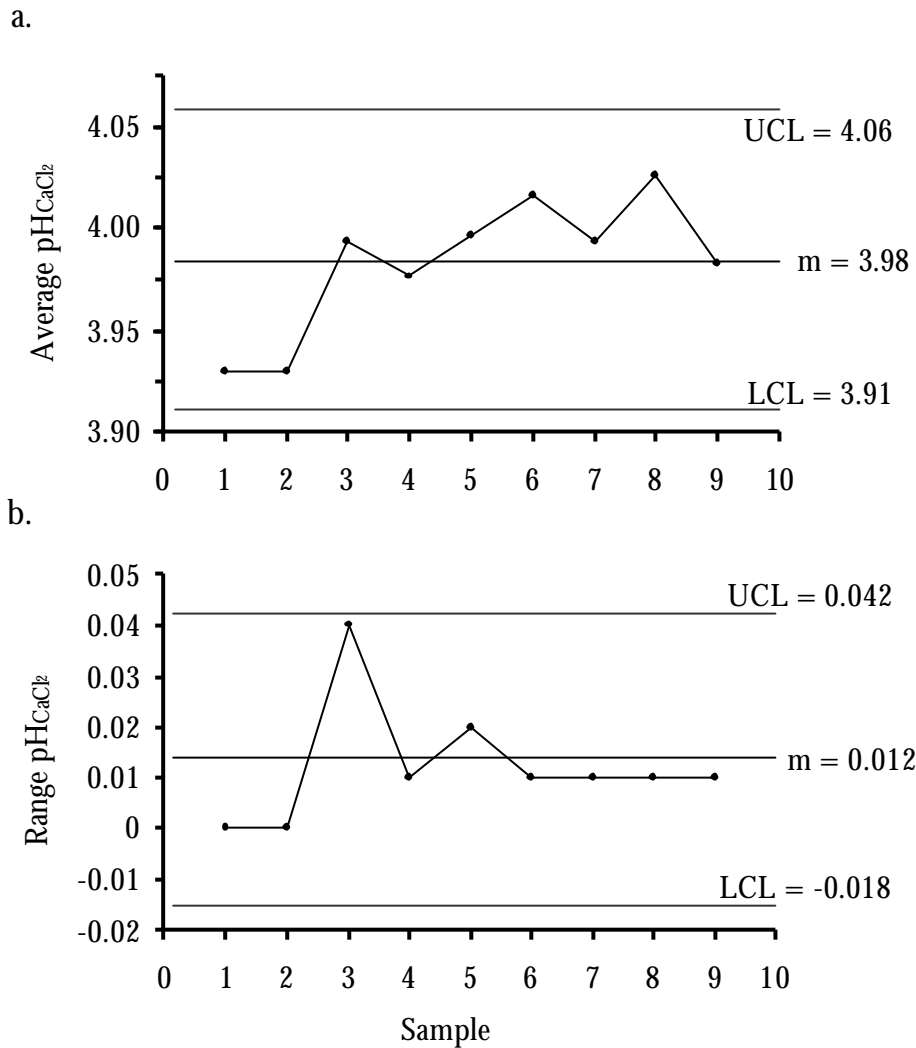 a.
Average pHCaCl2
4.05
4.00
3.95
3.90
UCL = 4.06
m = 3.98
LCL = 3.91
0 1 2 3 4 5 6 7 8 9 10
b.
Range pHCaCl2
0.05
0.04
0.03
0.02
0.01
0
-0.01
-0.02
UCL = 0.042
m = 0.012
LCL = -0.018
0 1 2 3 4 5 6 7 8 9 10
Sample